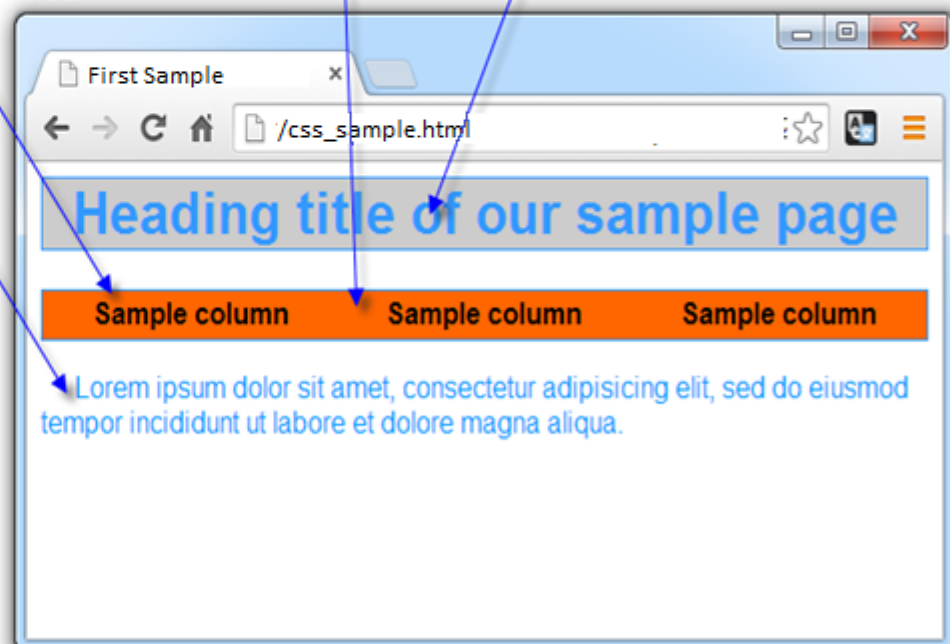 First Sample
/css_sample.html
Heading title of our sample page
Sample column Sample column Sample column
Lorem ipsum dolor sit amet, consectetur adipisicing elit, sed do eiusmod
tempor incididunt ut labore et dolore magna aliqua.